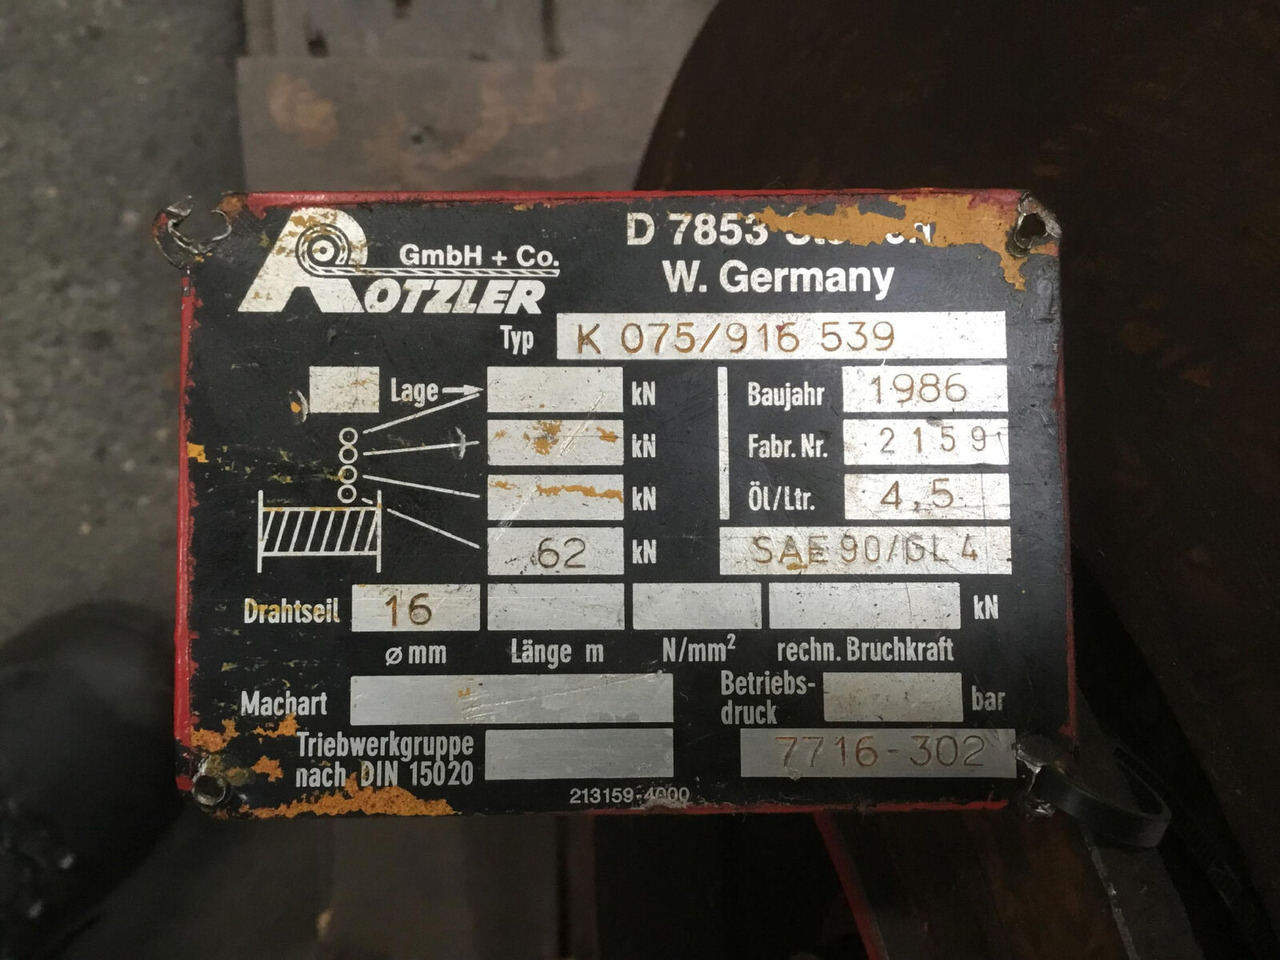 ROTZLER
GmbH + Co.
D 7853
W. Germany
Typ K 075/916 539
Lage kN
kN
kN
62 kN
Baujahr 1986
Fabr. Nr. 2159
Öl/Ltr. 4,5
SAE 90/GL 4
Drahtseil 16 kN
ø mm Länge m N/mm² rechn. Bruchkraft
Machart
Betriebs-
druck bar
Triebwerkgruppe
nach DIN 15020
7716-302
213159-4000